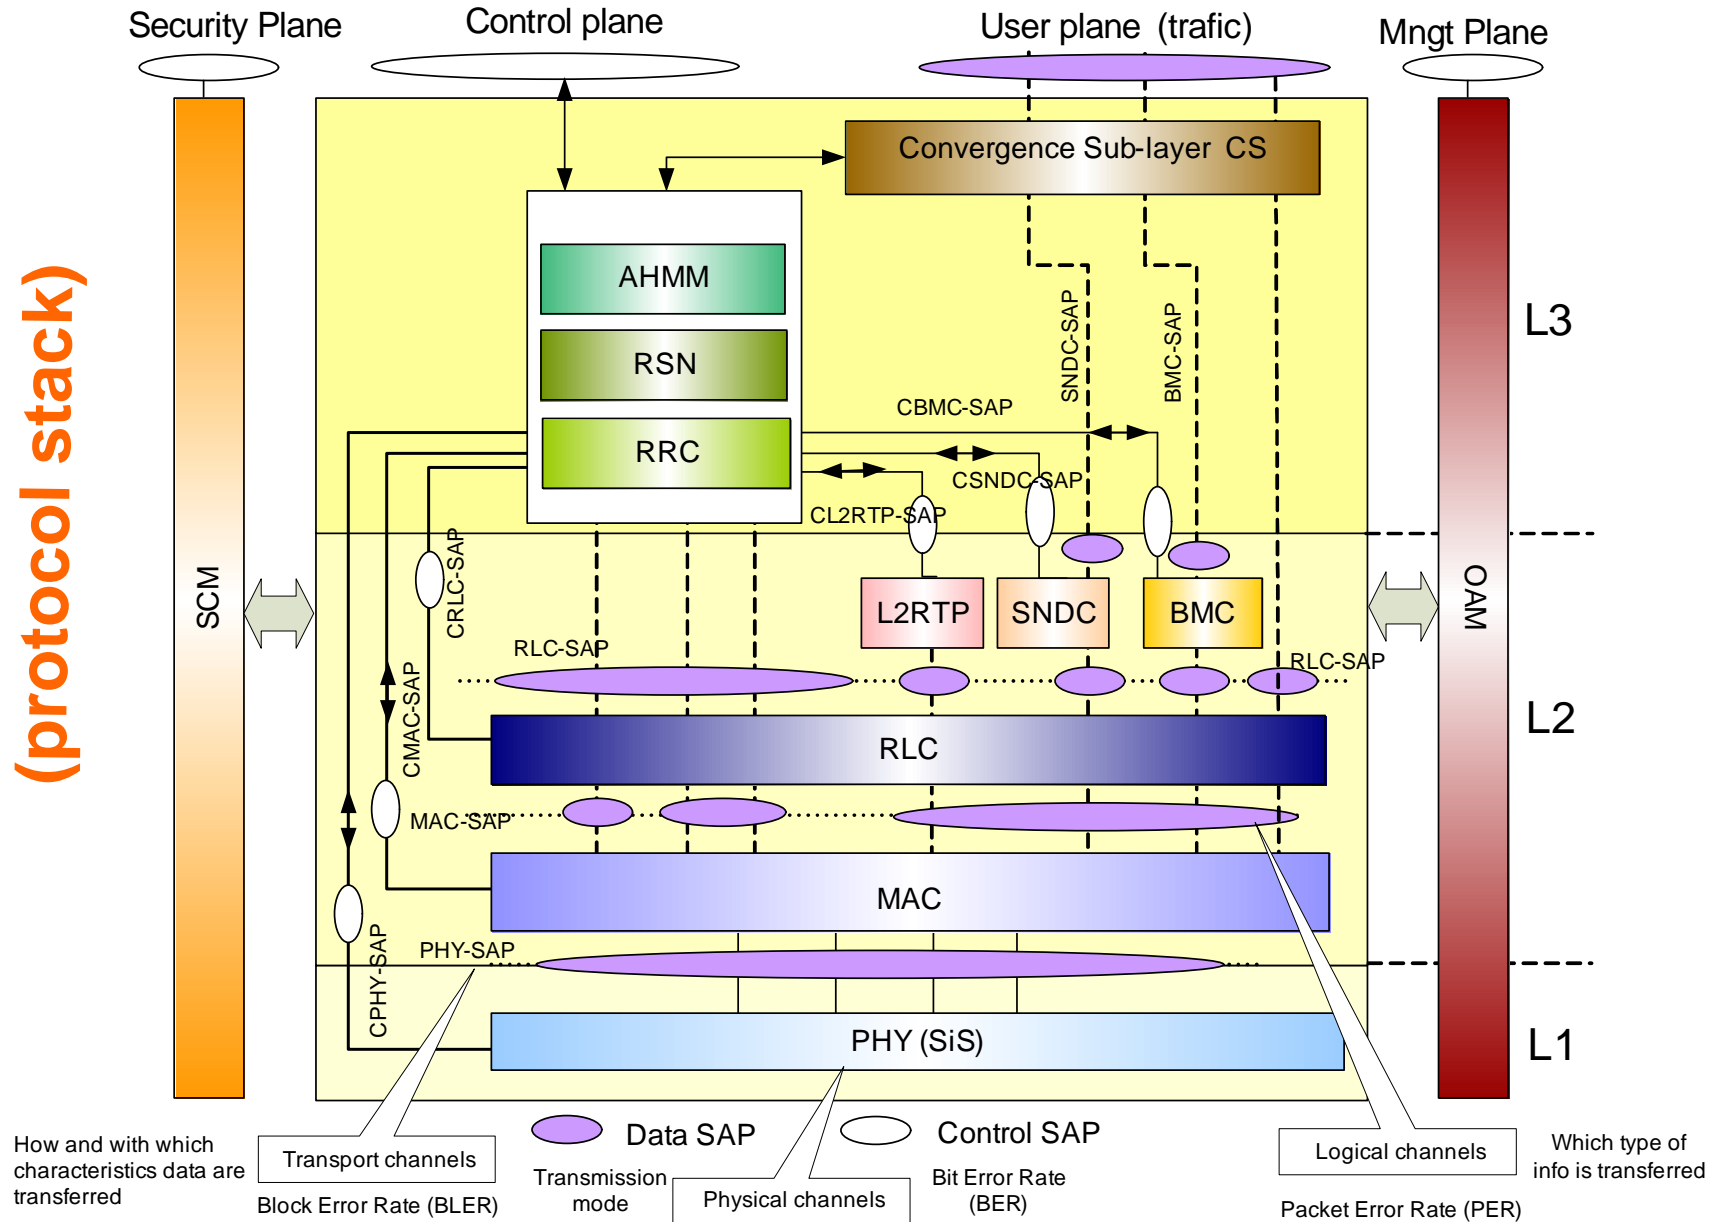 Security Plane
Control plane
User plane (trafic)
Mngt Plane
(protocol stack)
Convergence Sub-layer CS
AHMM
RSN
RRC
SNDC-SAP
BMC-SAP
L3
CBMC-SAP
CSNDC-SAP
CL2RTP-SAP
SCM
CRLC-SAP
OAM
L2RTP
SNDC
BMC
RLC-SAP
RLC-SAP
CMAC-SAP
RLC
L2
MAC-SAP
MAC
PHY-SAP
CPHY-SAP
PHY (SiS)
L1
Data SAP
Control SAP
How and with which
characteristics data are
transferred
Transport channels
Block Error Rate (BLER)
Transmission
mode
Physical channels
Bit Error Rate
(BER)
Logical channels
Packet Error Rate (PER)
Which type of
info is transferred